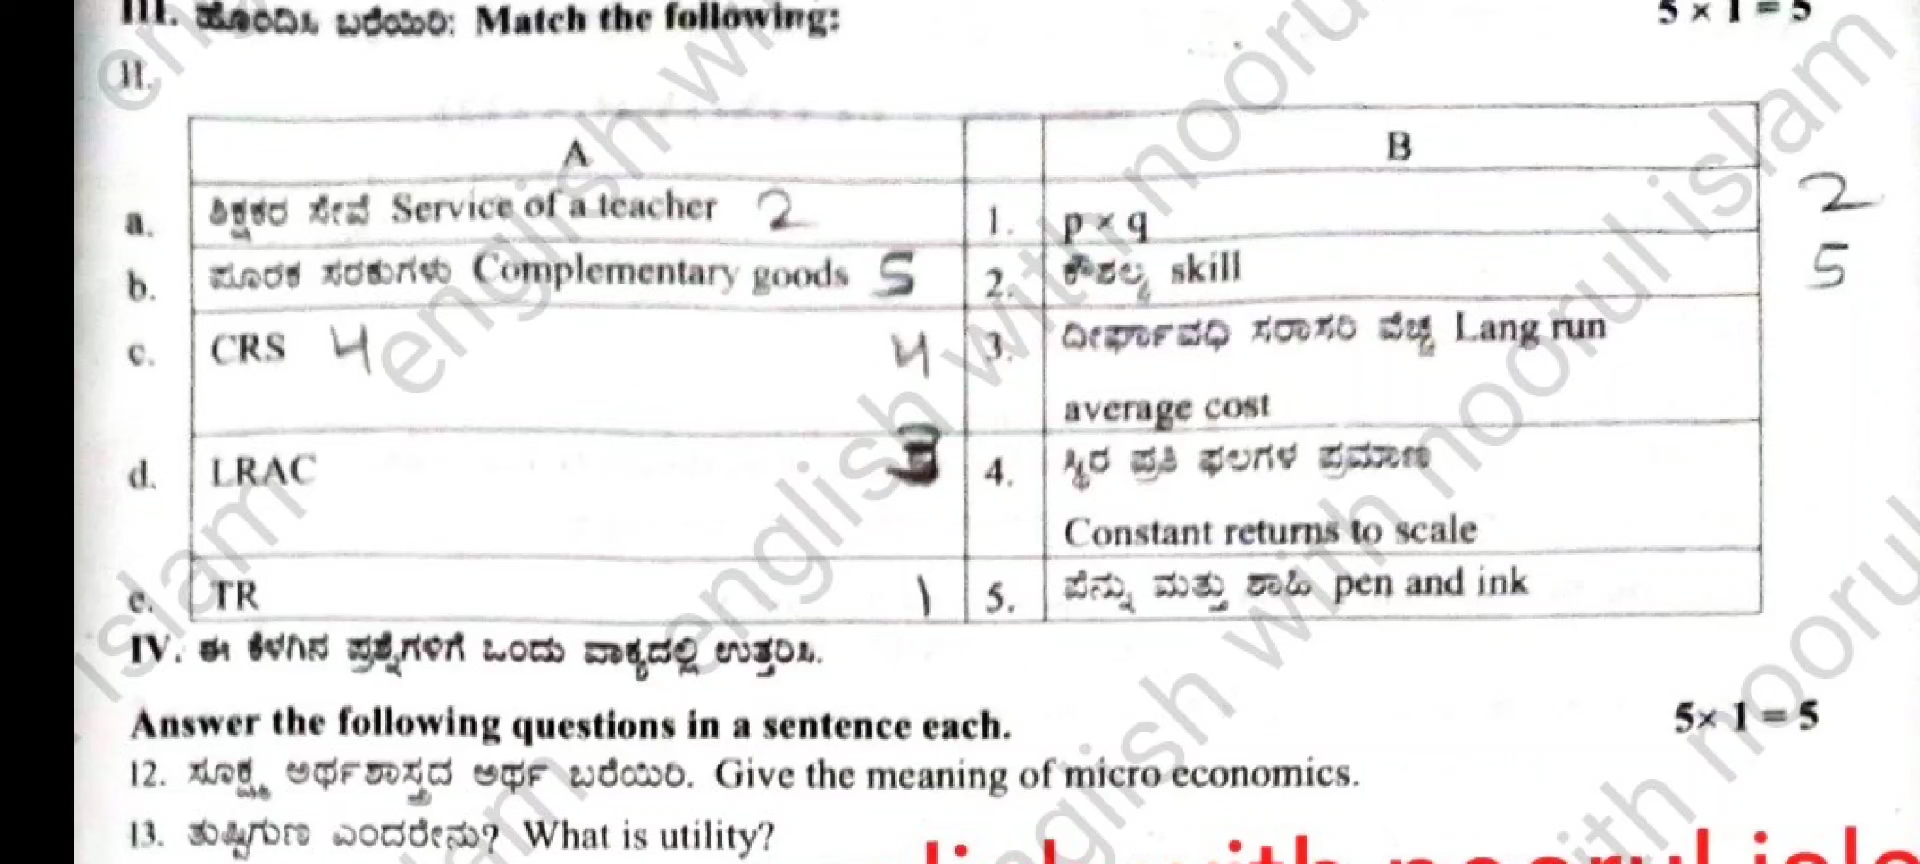 III. ಹೊಂದಿಸಿ ಬರೆಯಿರಿ: Match the following: 5 × 1 = 5
11.
A B
a. ಶಿಕ್ಷಕರ ಸೇವೆ Service of a teacher 2 1. p × q 2
b. ಪೂರಕ ಸರಕುಗಳು Complementary goods 5 2. ಕೌಶಲ್ಯ skill 5
c. CRS 4 4 3. ದೀರ್ಘಾವಧಿ ಸರಾಸರಿ ವೆಚ್ಚ Lang run
average cost
d. LRAC 3 4. ಸ್ಥಿರ ಪ್ರತಿ ಫಲಗಳ ಪ್ರಮಾಣ
Constant returns to scale
e. TR 1 5. ಪೆನ್ನು ಮತ್ತು ಶಾಹಿ pen and ink
IV. ಈ ಕೆಳಗಿನ ಪ್ರಶ್ನೆಗಳಿಗೆ ಒಂದು ವಾಕ್ಯದಲ್ಲಿ ಉತ್ತರಿಸಿ.
Answer the following questions in a sentence each. 5× 1 = 5
12. ಸೂಕ್ಷ್ಮ ಅರ್ಥಶಾಸ್ತ್ರದ ಅರ್ಥ ಬರೆಯಿರಿ. Give the meaning of micro economics.
13. ತುಷ್ಟಿಗುಣ ಎಂದರೇನು? What is utility?
english with noorul islam